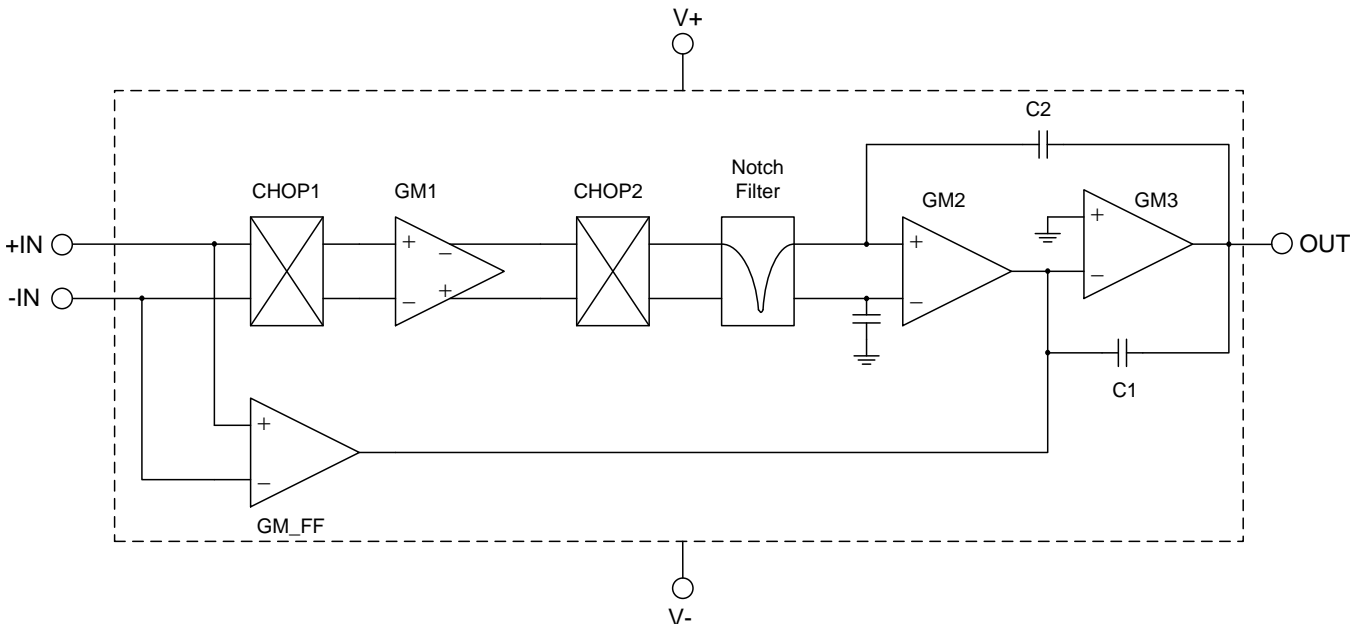 V+
C2
Notch
Filter
CHOP1
GM1
CHOP2
GM2
GM3
+IN
-IN
OUT
+
−
−
+
+
−
+
−
C1
+
−
GM_FF
V-